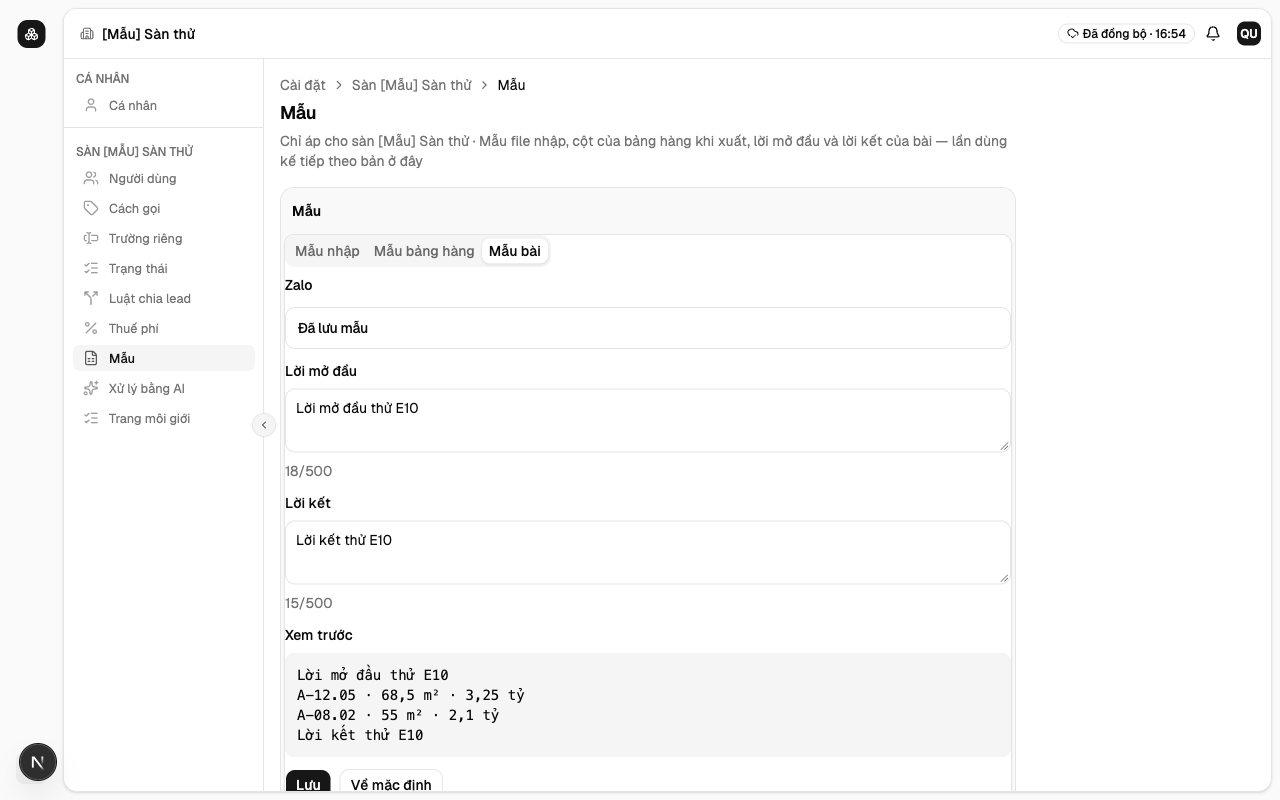 [Mẫu] Sàn thử
Đã đồng bộ · 16:54
QU
CÁ NHÂN
Cá nhân
SÀN [MẪU] SÀN THỬ
Người dùng
Cách gọi
Trường riêng
Trạng thái
Luật chia lead
Thuế phí
Mẫu
Xử lý bằng AI
Trang môi giới
Cài đặt > Sàn [Mẫu] Sàn thử > Mẫu
Mẫu
Chỉ áp cho sàn [Mẫu] Sàn thử · Mẫu file nhập, cột của bảng hàng khi xuất, lời mở đầu và lời kết của bài — lần dùng
kế tiếp theo bản ở đây
Mẫu
Mẫu nhập Mẫu bảng hàng Mẫu bài
Zalo
Đã lưu mẫu
Lời mở đầu
Lời mở đầu thử E10
18/500
Lời kết
Lời kết thử E10
15/500
Xem trước
Lời mở đầu thử E10
A-12.05 · 68,5 m² · 3,25 tỷ
A-08.02 · 55 m² · 2,1 tỷ
Lời kết thử E10
Lưu Về mặc định
N